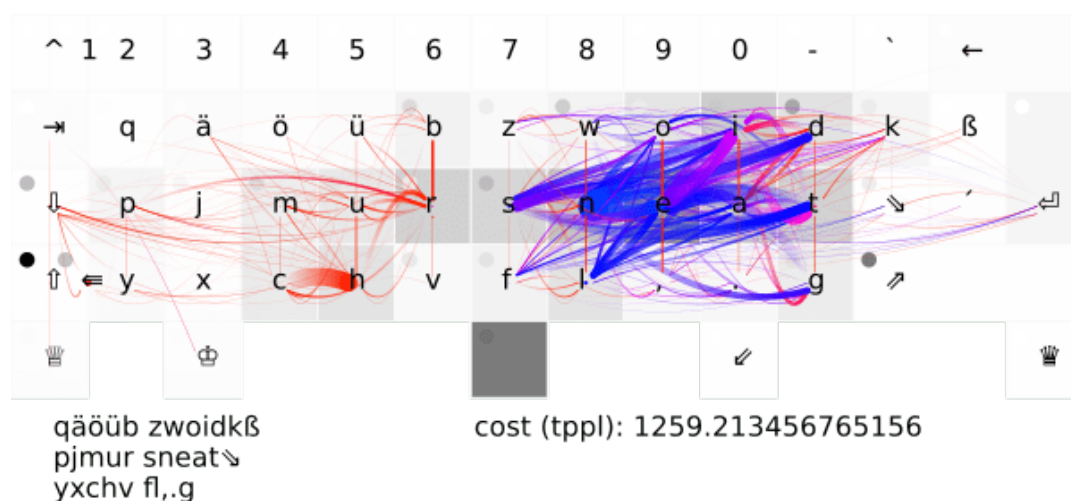 ^ 1 2 3 4 5 6 7 8 9 0 - ` ←
⇥ q ä ö ü b z w o i d k ß
⇩ p j m u r s n e a t ⇘ ´ ⏎
⇧ ⇚ y x c h v f l , . g ⇗
♕ ♔ ⇙ ♛
qäöüb zwoidkß
pjmur sneat⇘
yxchv fl,.g
cost (tppl): 1259.213456765156